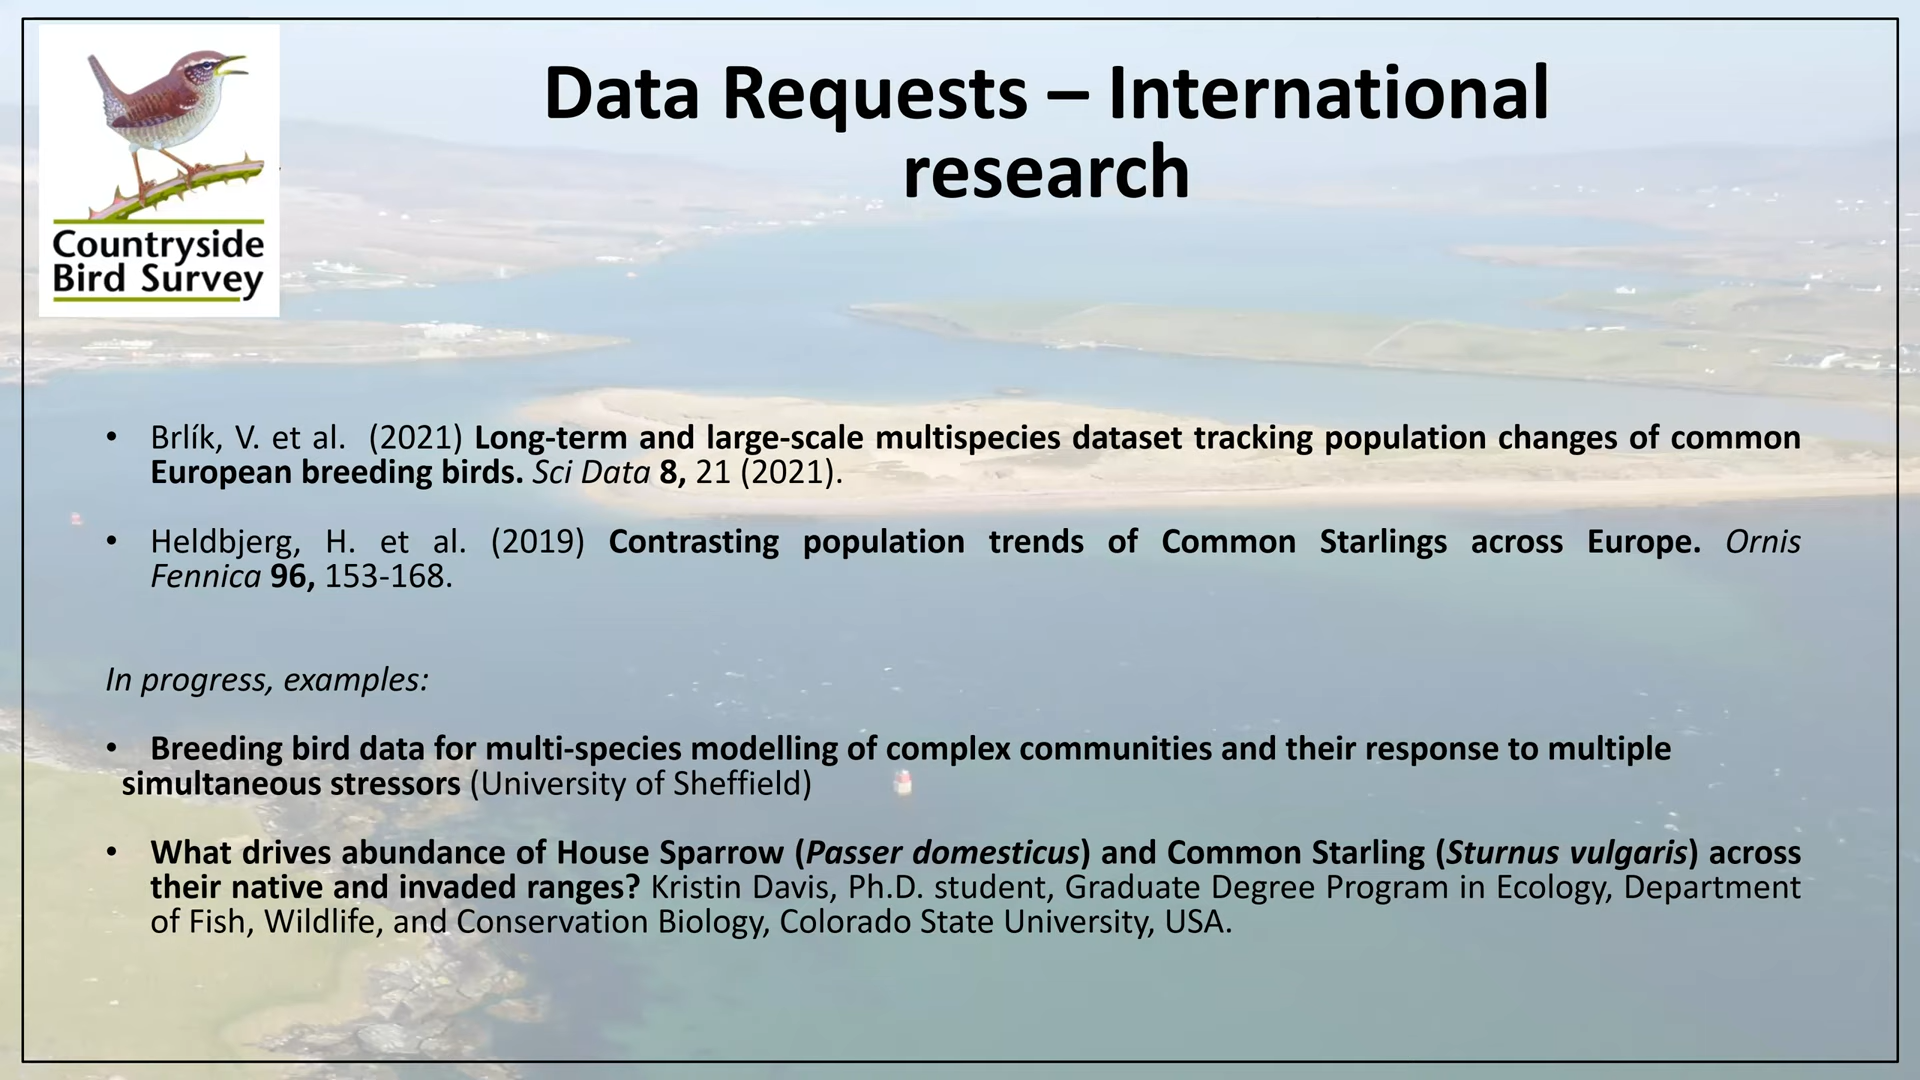 Countryside
Bird Survey
Data Requests – International
research
• Brlík, V. et al. (2021) Long-term and large-scale multispecies dataset tracking population changes of common
European breeding birds. Sci Data 8, 21 (2021).
• Heldbjerg, H. et al. (2019) Contrasting population trends of Common Starlings across Europe. Ornis
Fennica 96, 153-168.
In progress, examples:
• Breeding bird data for multi-species modelling of complex communities and their response to multiple
simultaneous stressors (University of Sheffield)
• What drives abundance of House Sparrow (Passer domesticus) and Common Starling (Sturnus vulgaris) across
their native and invaded ranges? Kristin Davis, Ph.D. student, Graduate Degree Program in Ecology, Department
of Fish, Wildlife, and Conservation Biology, Colorado State University, USA.